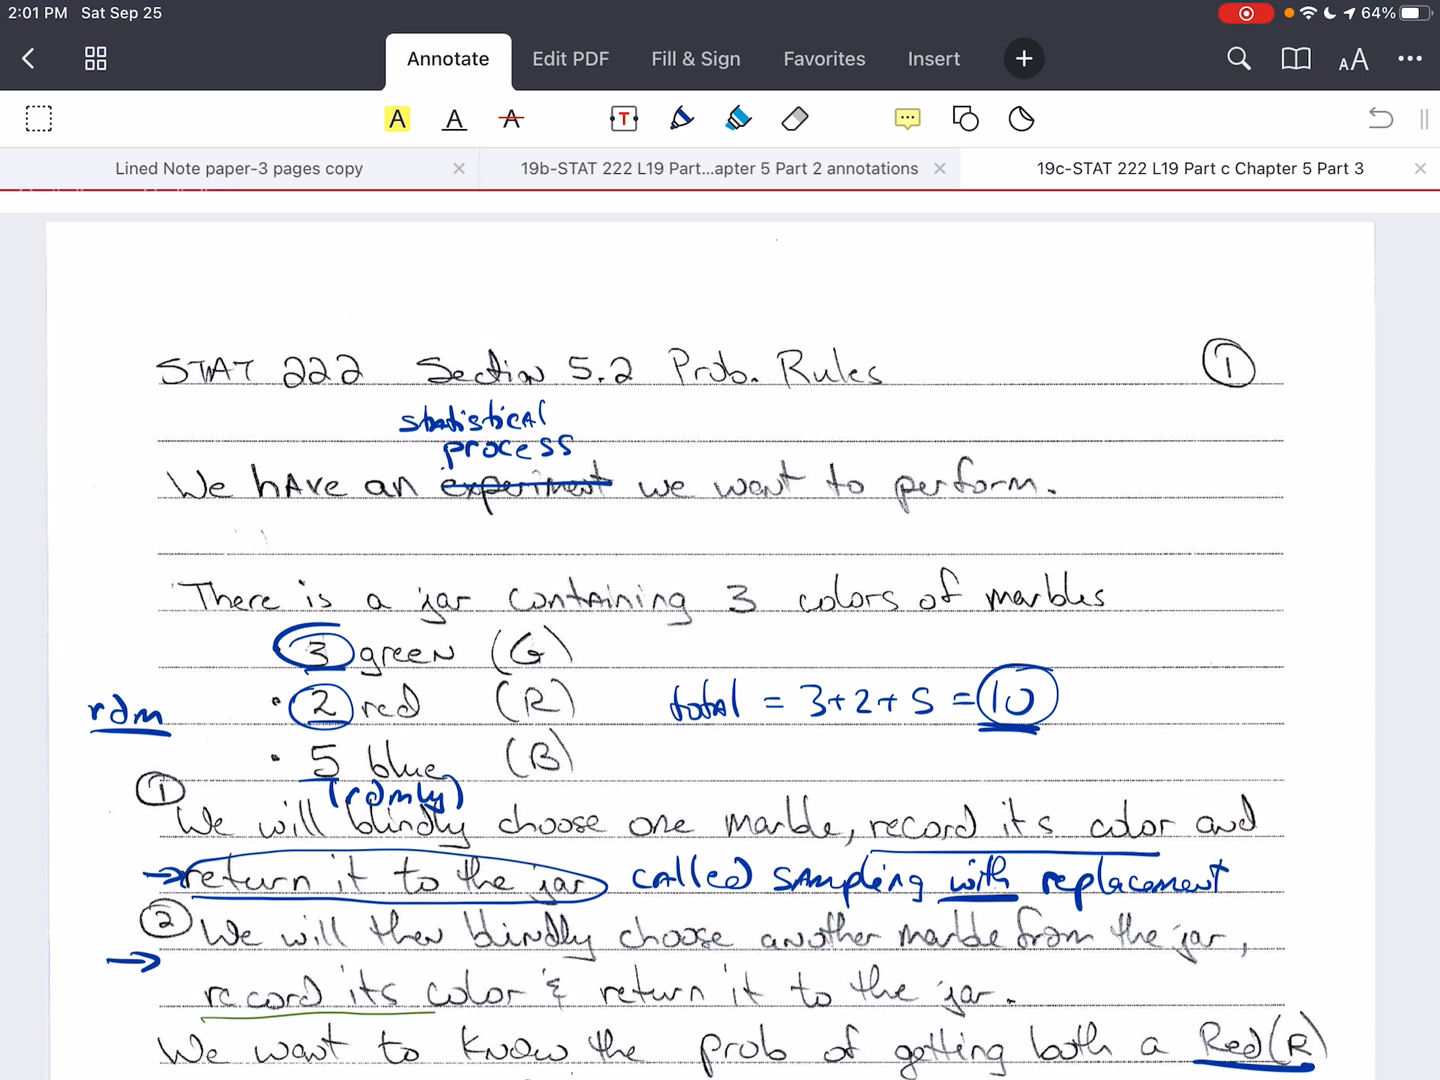 2:01 PM Sat Sep 25
64%
Annotate Edit PDF Fill & Sign Favorites Insert
AA
A A A T
Lined Note paper-3 pages copy
19b-STAT 222 L19 Part...apter 5 Part 2 annotations
19c-STAT 222 L19 Part c Chapter 5 Part 3
STAT 222 Section 5.2 Prob. Rules
1
statistical
process
We have an experiment we want to perform.
There is a jar containing 3 colors of marbles
3 green (G)
rdm
• 2 red (R) total = 3+2+5 = 10
• 5 blue (B)
1 (rdmly)
We will blindly choose one marble, record its color and
→ return it to the jar called sampling with replacement
2 We will then blindly choose another marble from the jar,
→
record its color & return it to the jar.
We want to know the prob of getting both a Red (R)